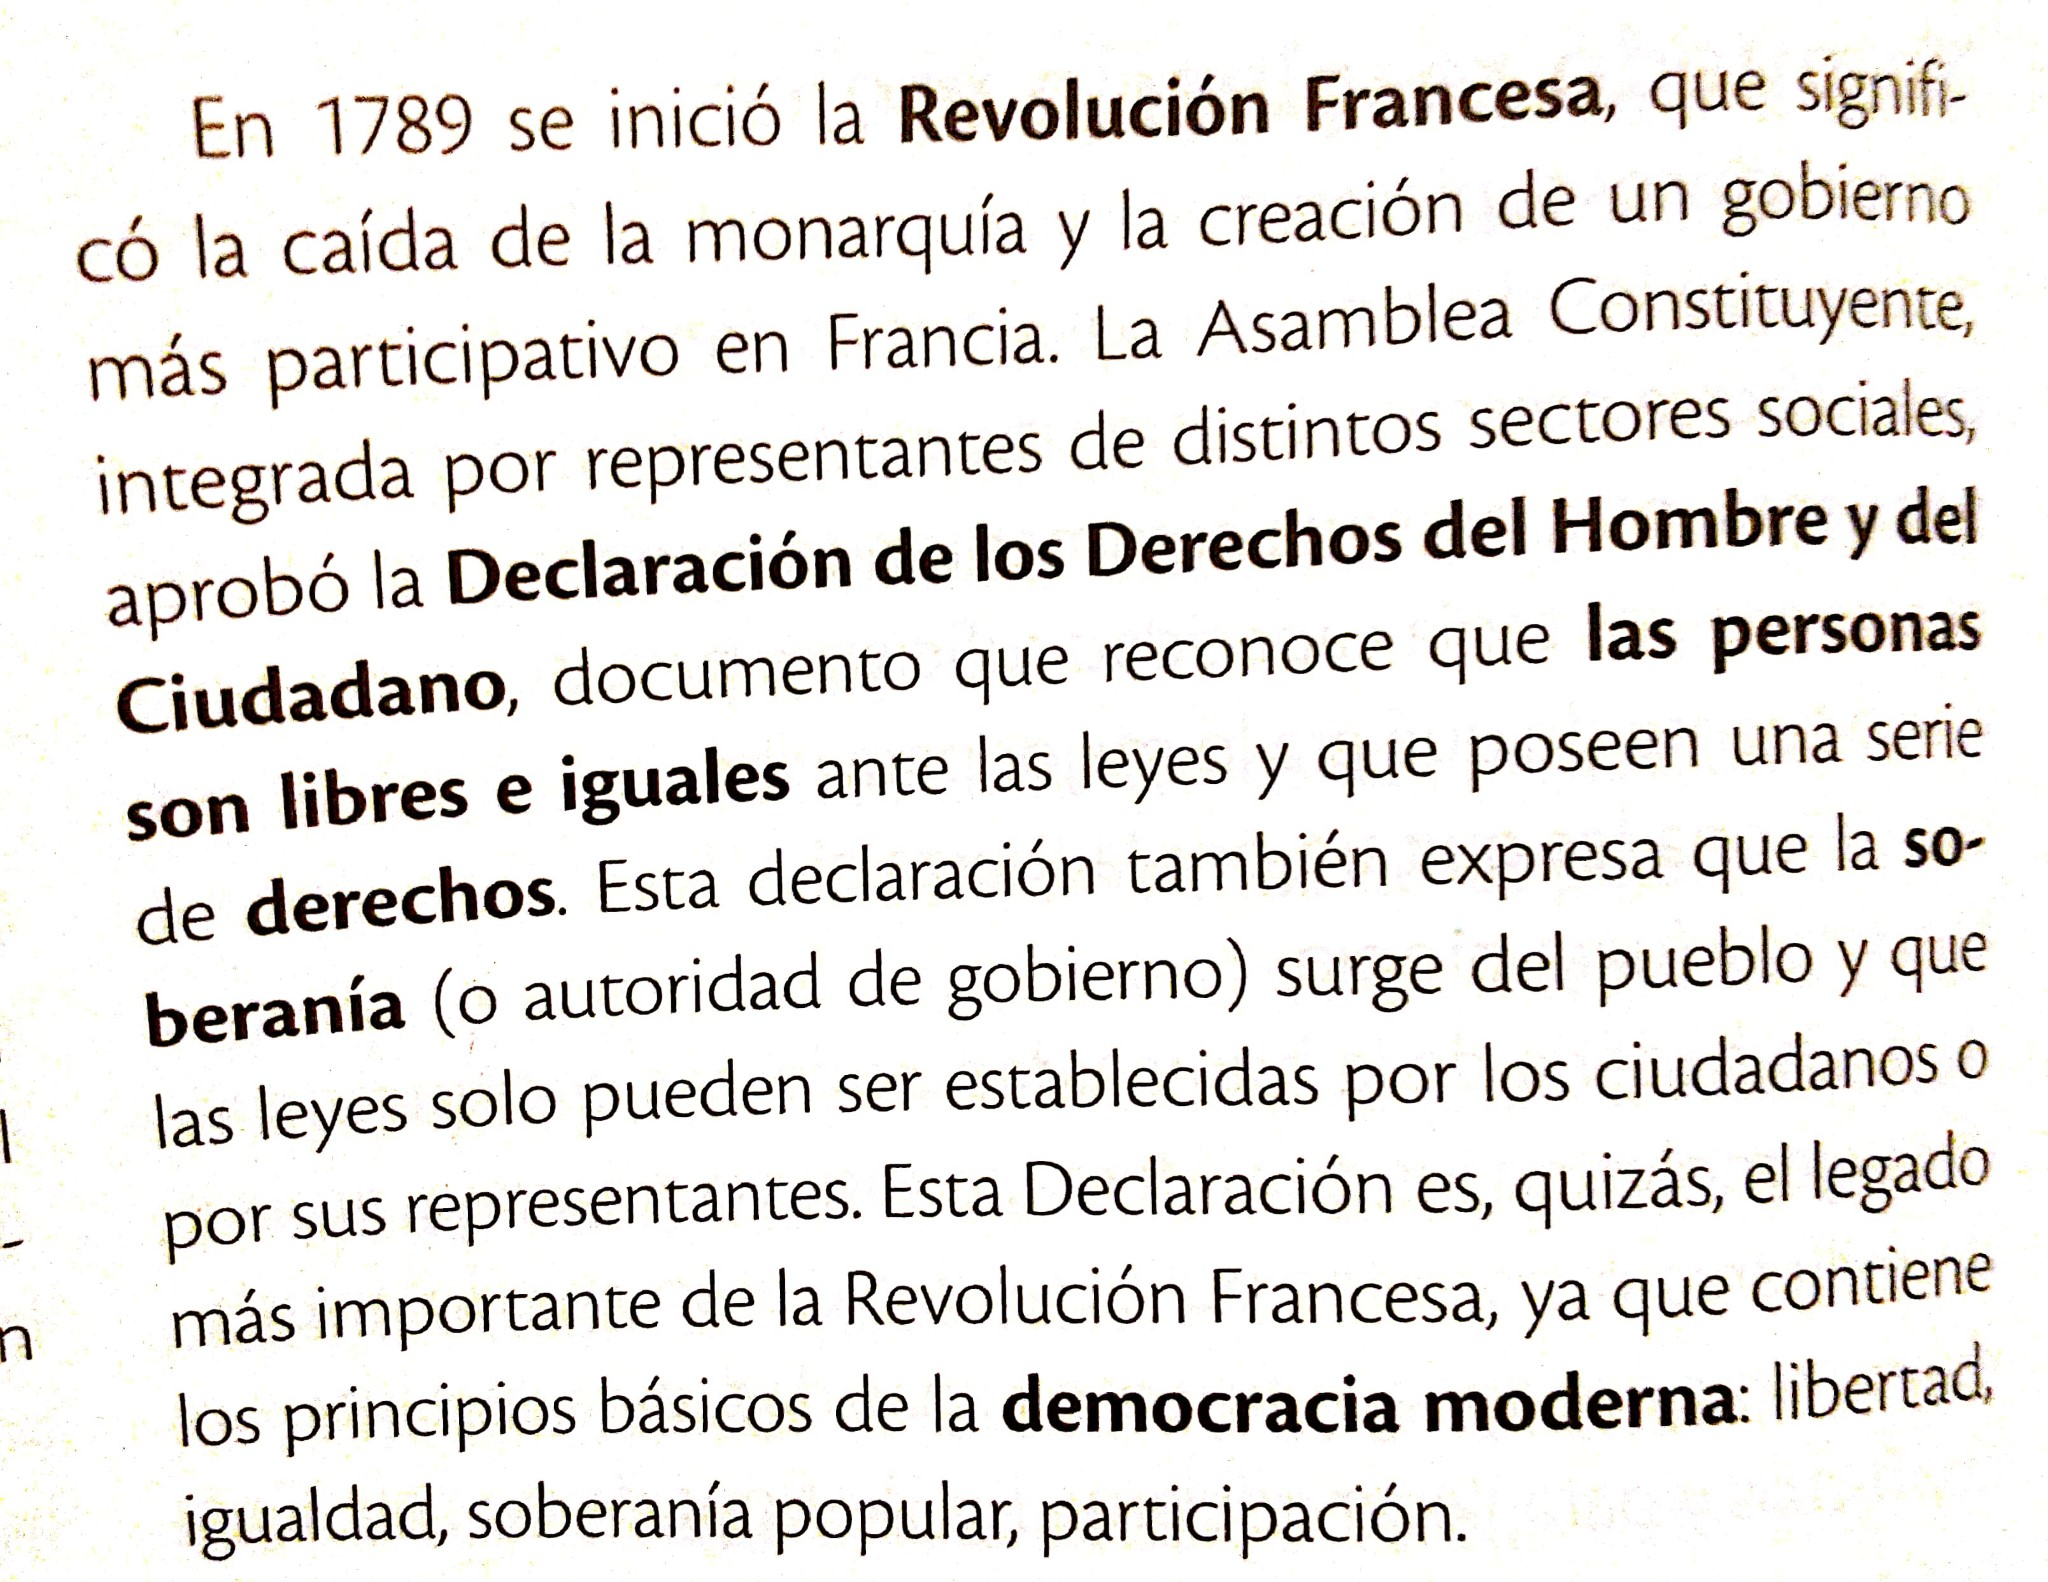 En 1789 se inició la Revolución Francesa, que signifi-
có la caída de la monarquía y la creación de un gobierno
más participativo en Francia. La Asamblea Constituyente,
integrada por representantes de distintos sectores sociales,
aprobó la Declaración de los Derechos del Hombre y del
Ciudadano, documento que reconoce que las personas
son libres e iguales ante las leyes y que poseen una serie
de derechos. Esta declaración también expresa que la so-
beranía (o autoridad de gobierno) surge del pueblo y que
las leyes solo pueden ser establecidas por los ciudadanos o
por sus representantes. Esta Declaración es, quizás, el legado
más importante de la Revolución Francesa, ya que contiene
los principios básicos de la democracia moderna: libertad,
igualdad, soberanía popular, participación.